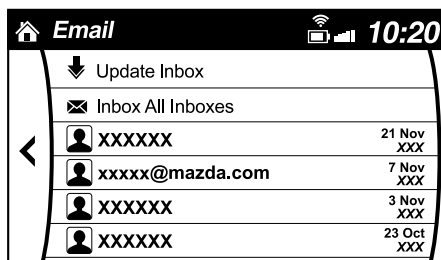 Email 10:20
Update Inbox
Inbox All Inboxes
XXXXXX 21 Nov
XXX
xxxxx@mazda.com 7 Nov
XXX
XXXXXX 3 Nov
XXX
XXXXXX 23 Oct
XXX